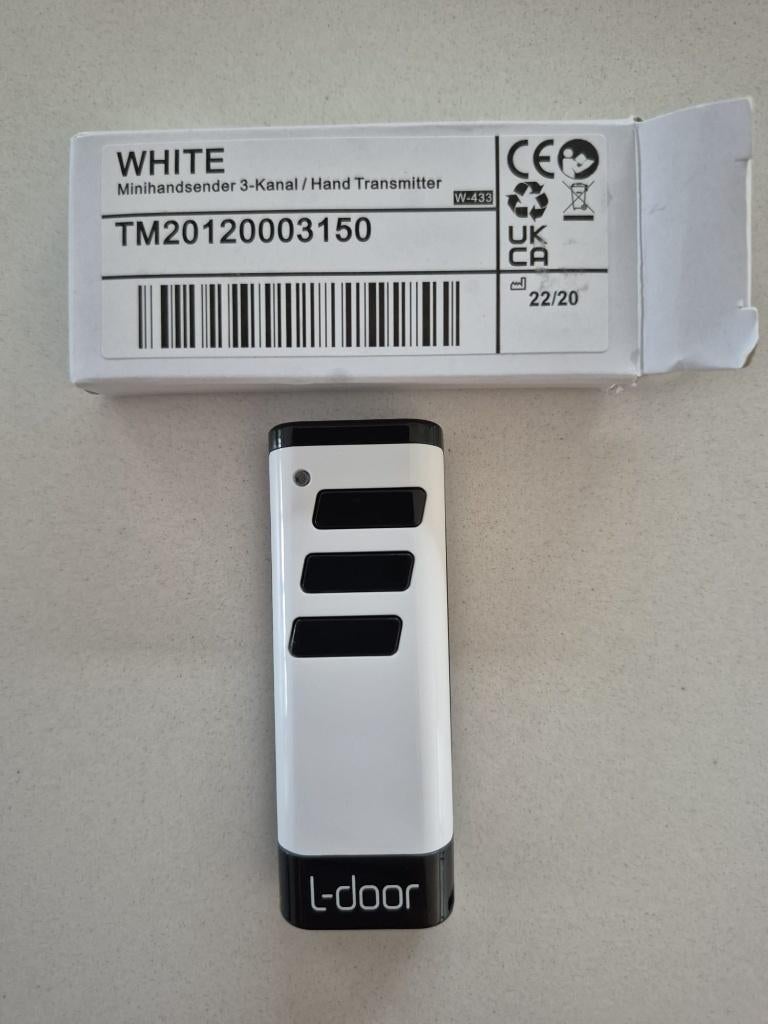 WHITE
Minihandsender 3-Kanal / Hand Transmitter
W-433
TM20120003150
CE
UK
CA
22/20
L-door